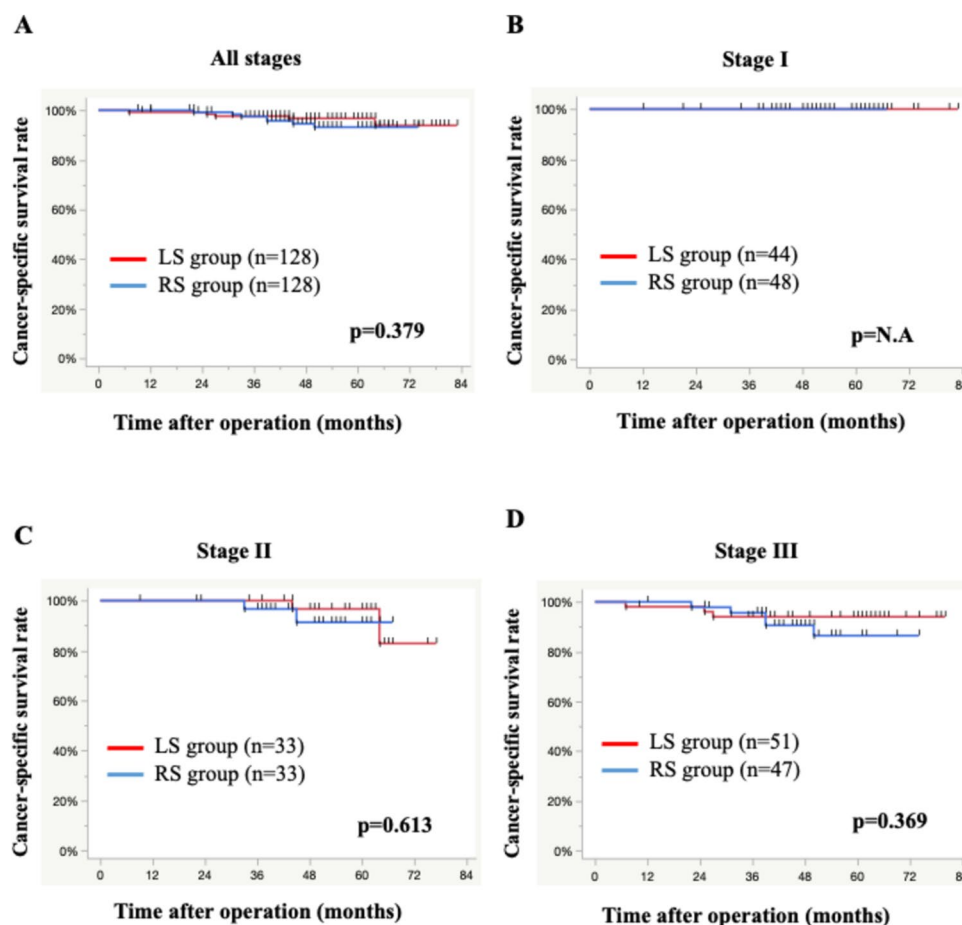 A
All stages
Cancer-specific survival rate
100%
80%
60%
40%
20%
0%
LS group (n=128)
RS group (n=128)
p=0.379
0 12 24 36 48 60 72 84
Time after operation (months)
B
Stage I
Cancer-specific survival rate
100%
80%
60%
40%
20%
0%
LS group (n=44)
RS group (n=48)
p=N.A
0 12 24 36 48 60 72
Time after operation (months)
C
Stage II
Cancer-specific survival rate
100%
80%
60%
40%
20%
0%
LS group (n=33)
RS group (n=33)
p=0.613
0 12 24 36 48 60 72 84
Time after operation (months)
D
Stage III
Cancer-specific survival rate
100%
80%
60%
40%
20%
0%
LS group (n=51)
RS group (n=47)
p=0.369
0 12 24 36 48 60 72
Time after operation (months)